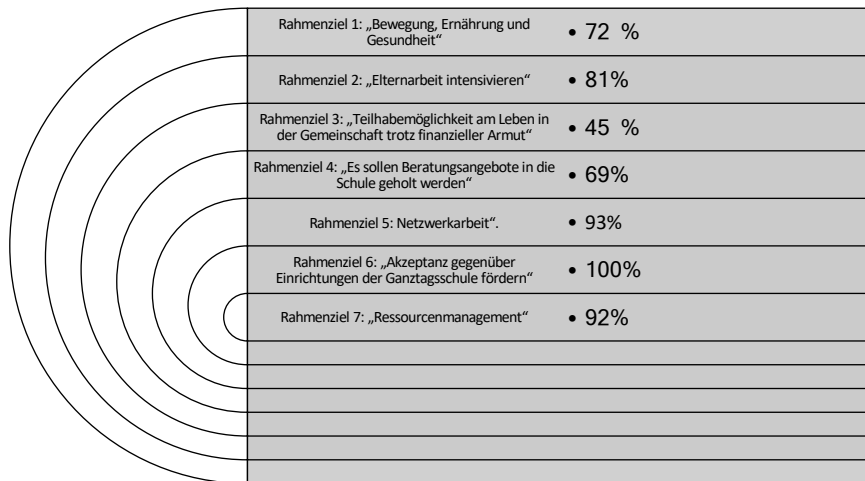 Rahmenziel 1: „Bewegung, Ernährung und
Gesundheit“
• 72 %
Rahmenziel 2: „Elternarbeit intensivieren“
• 81%
Rahmenziel 3: „Teilhabemöglichkeit am Leben in
der Gemeinschaft trotz finanzieller Armut“
• 45 %
Rahmenziel 4: „Es sollen Beratungsangebote in die
Schule geholt werden“
• 69%
Rahmenziel 5: Netzwerkarbeit“.
• 93%
Rahmenziel 6: „Akzeptanz gegenüber
Einrichtungen der Ganztagsschule fördern“
• 100%
Rahmenziel 7: „Ressourcenmanagement“
• 92%